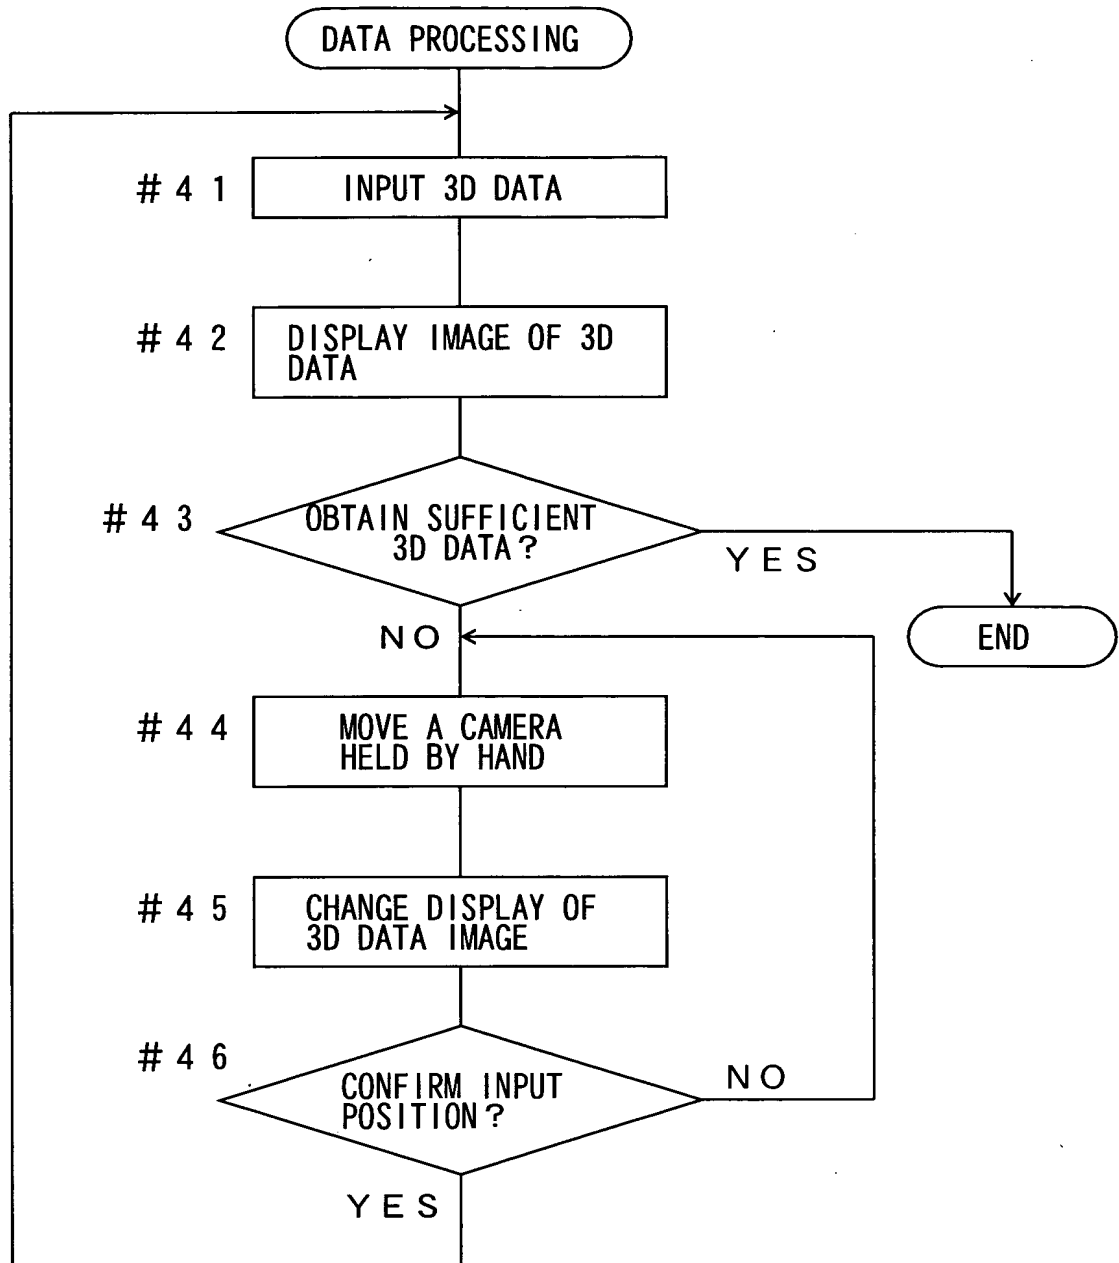 DATA PROCESSING
#41
INPUT 3D DATA
#42
DISPLAY IMAGE OF 3D
DATA
#43
OBTAIN SUFFICIENT
3D DATA?
YES
NO
END
#44
MOVE A CAMERA
HELD BY HAND
#45
CHANGE DISPLAY OF
3D DATA IMAGE
#46
CONFIRM INPUT
POSITION?
NO
YES